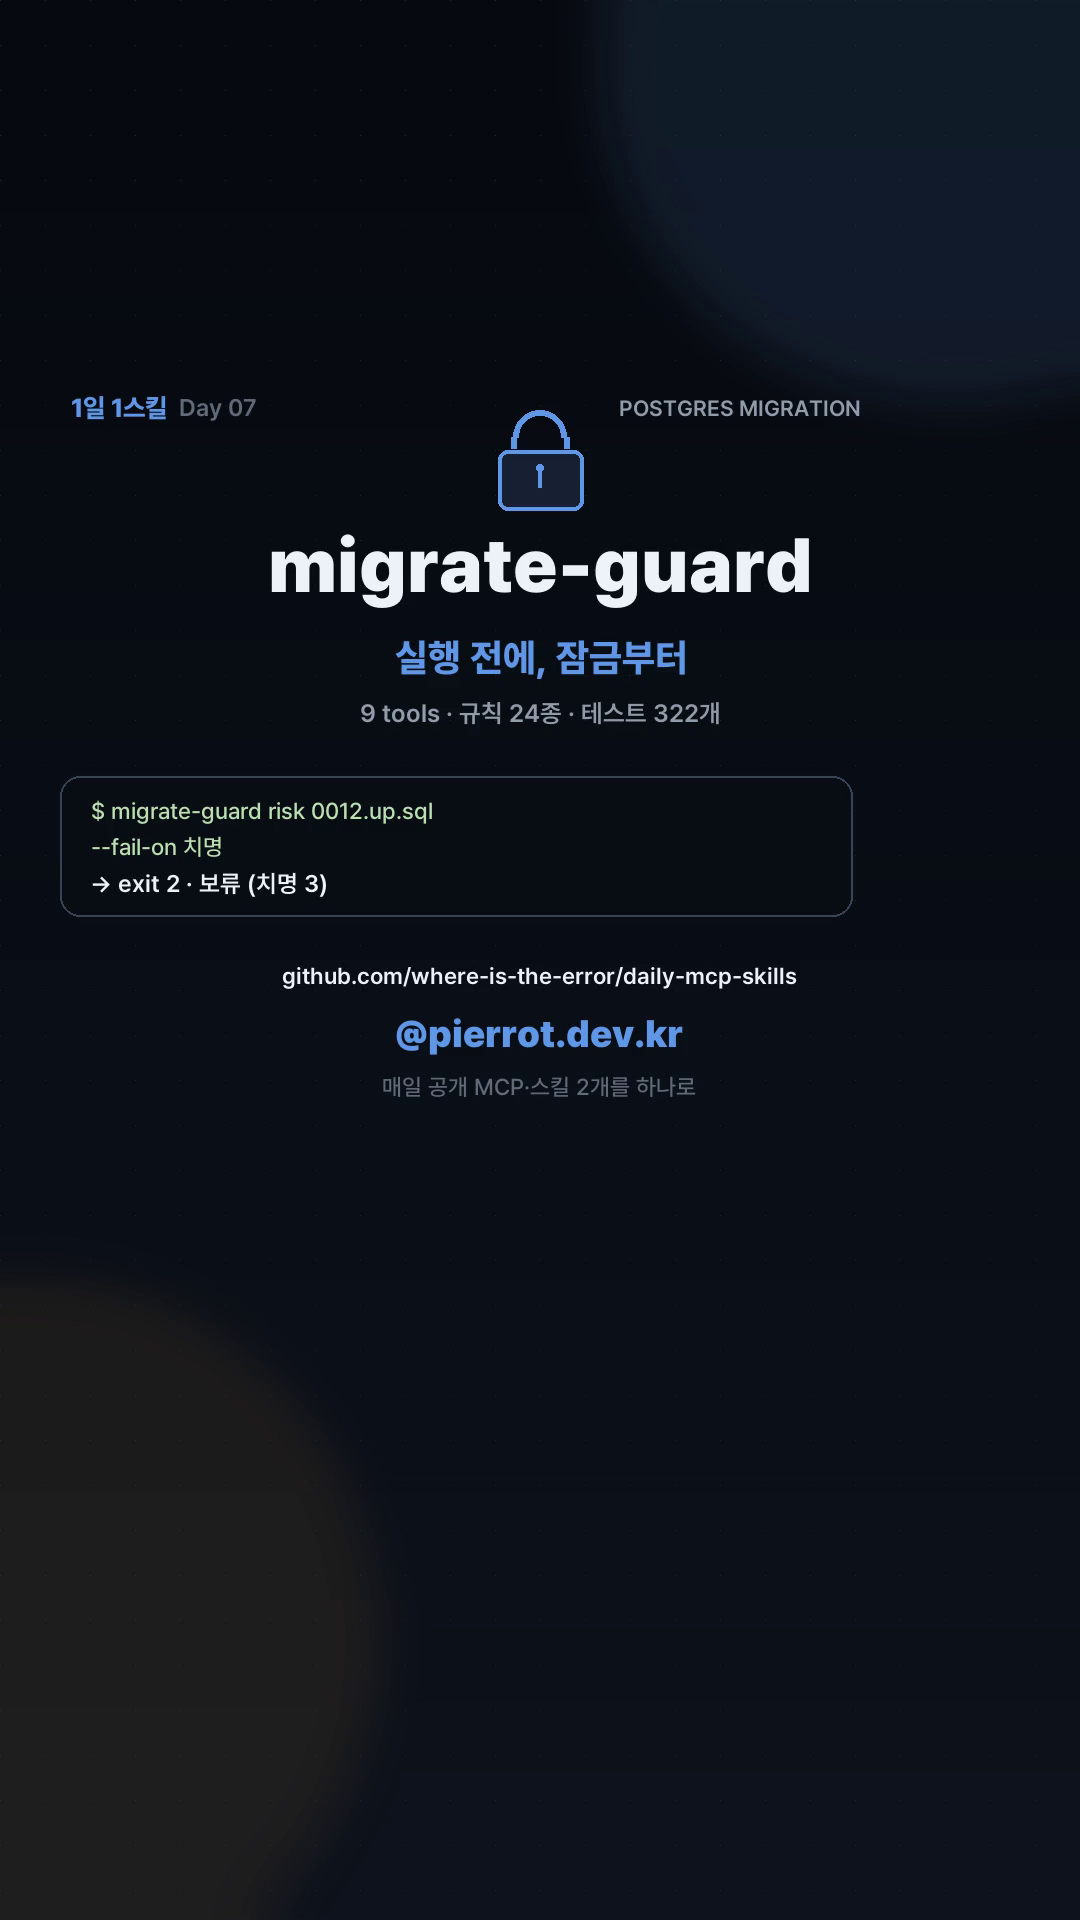 1일 1스킬 Day 07
POSTGRES MIGRATION
migrate-guard
실행 전에, 잠금부터
9 tools · 규칙 24종 · 테스트 322개
$ migrate-guard risk 0012.up.sql
--fail-on 치명
→ exit 2 · 보류 (치명 3)
github.com/where-is-the-error/daily-mcp-skills
@pierrot.dev.kr
매일 공개 MCP·스킬 2개를 하나로